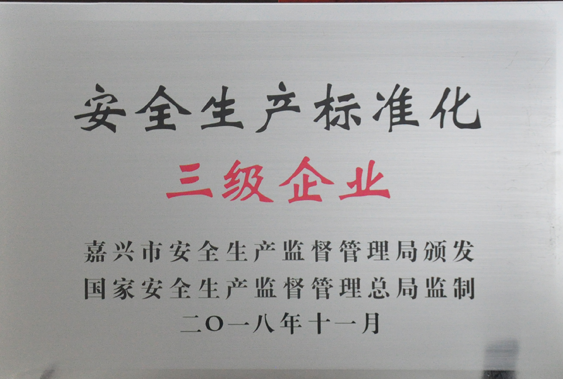 安全生产标准化
三级企业
嘉兴市安全生产监督管理局颁发
国家安全生产监督管理总局监制
二〇一八年十一月